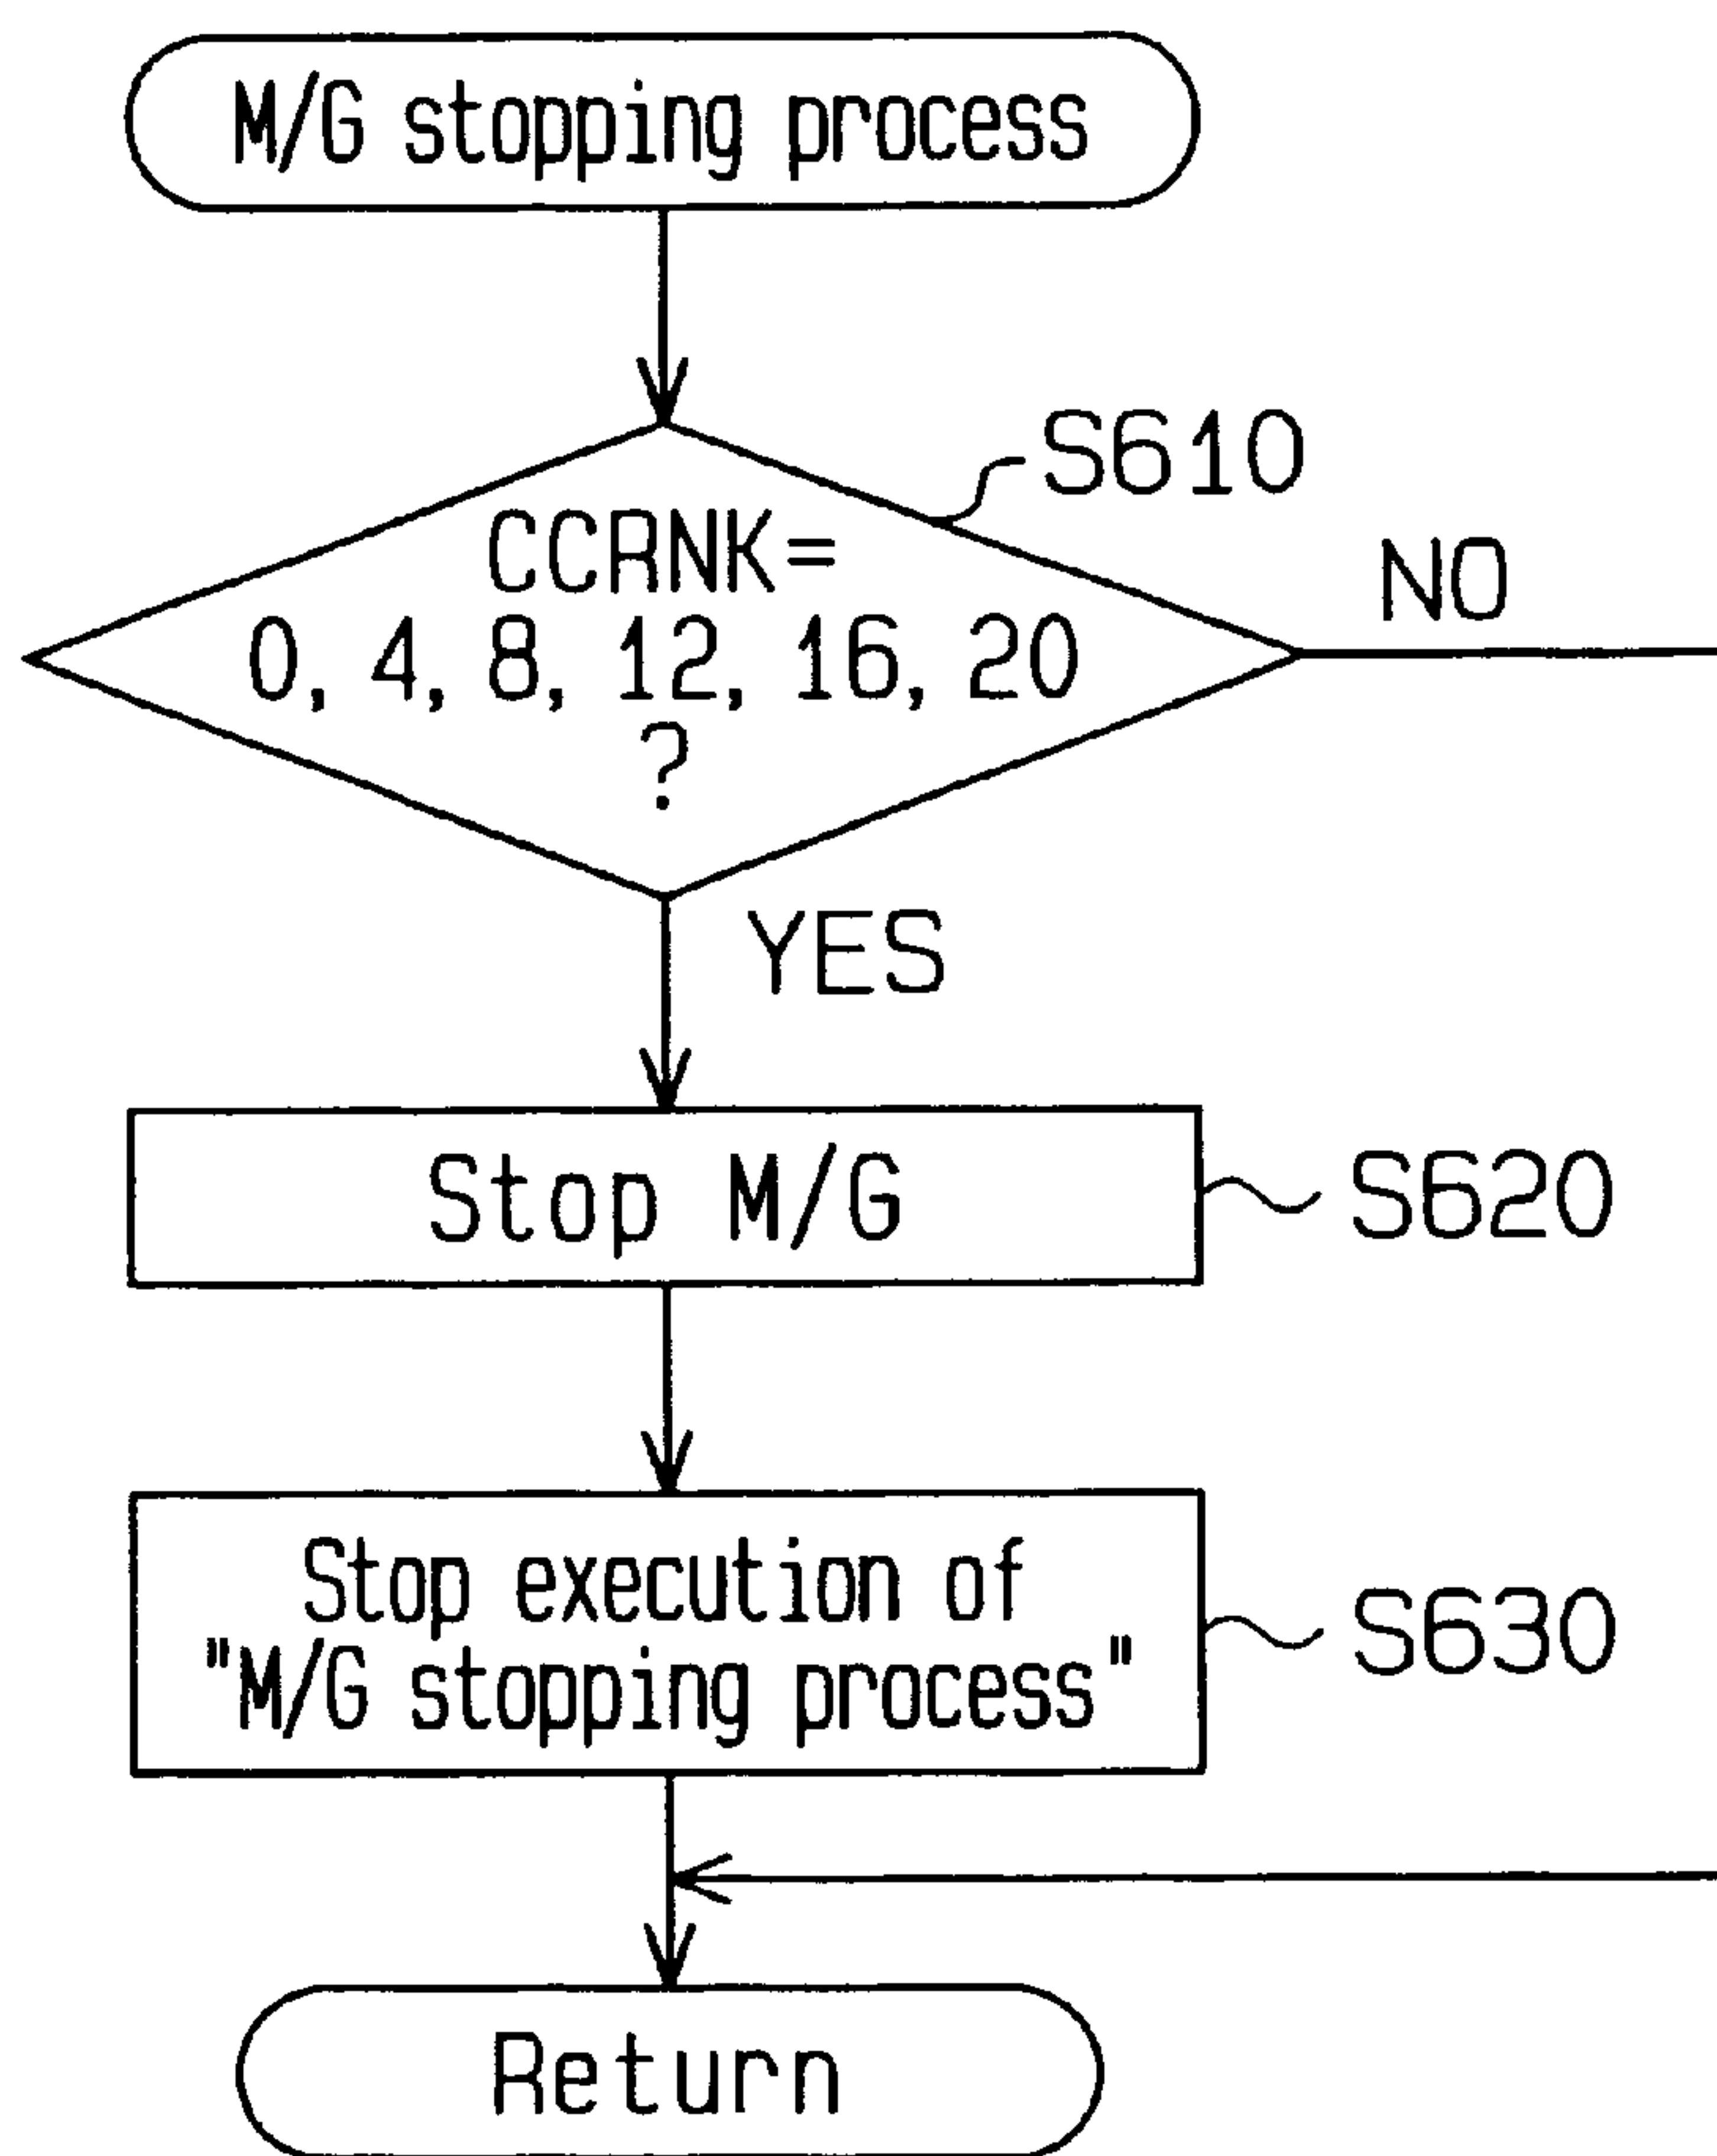 M/G stopping process
S610
CCRNK=
0, 4, 8, 12, 16, 20
?
NO
YES
Stop M/G
S620
Stop execution of
"M/G stopping process"
S630
Return